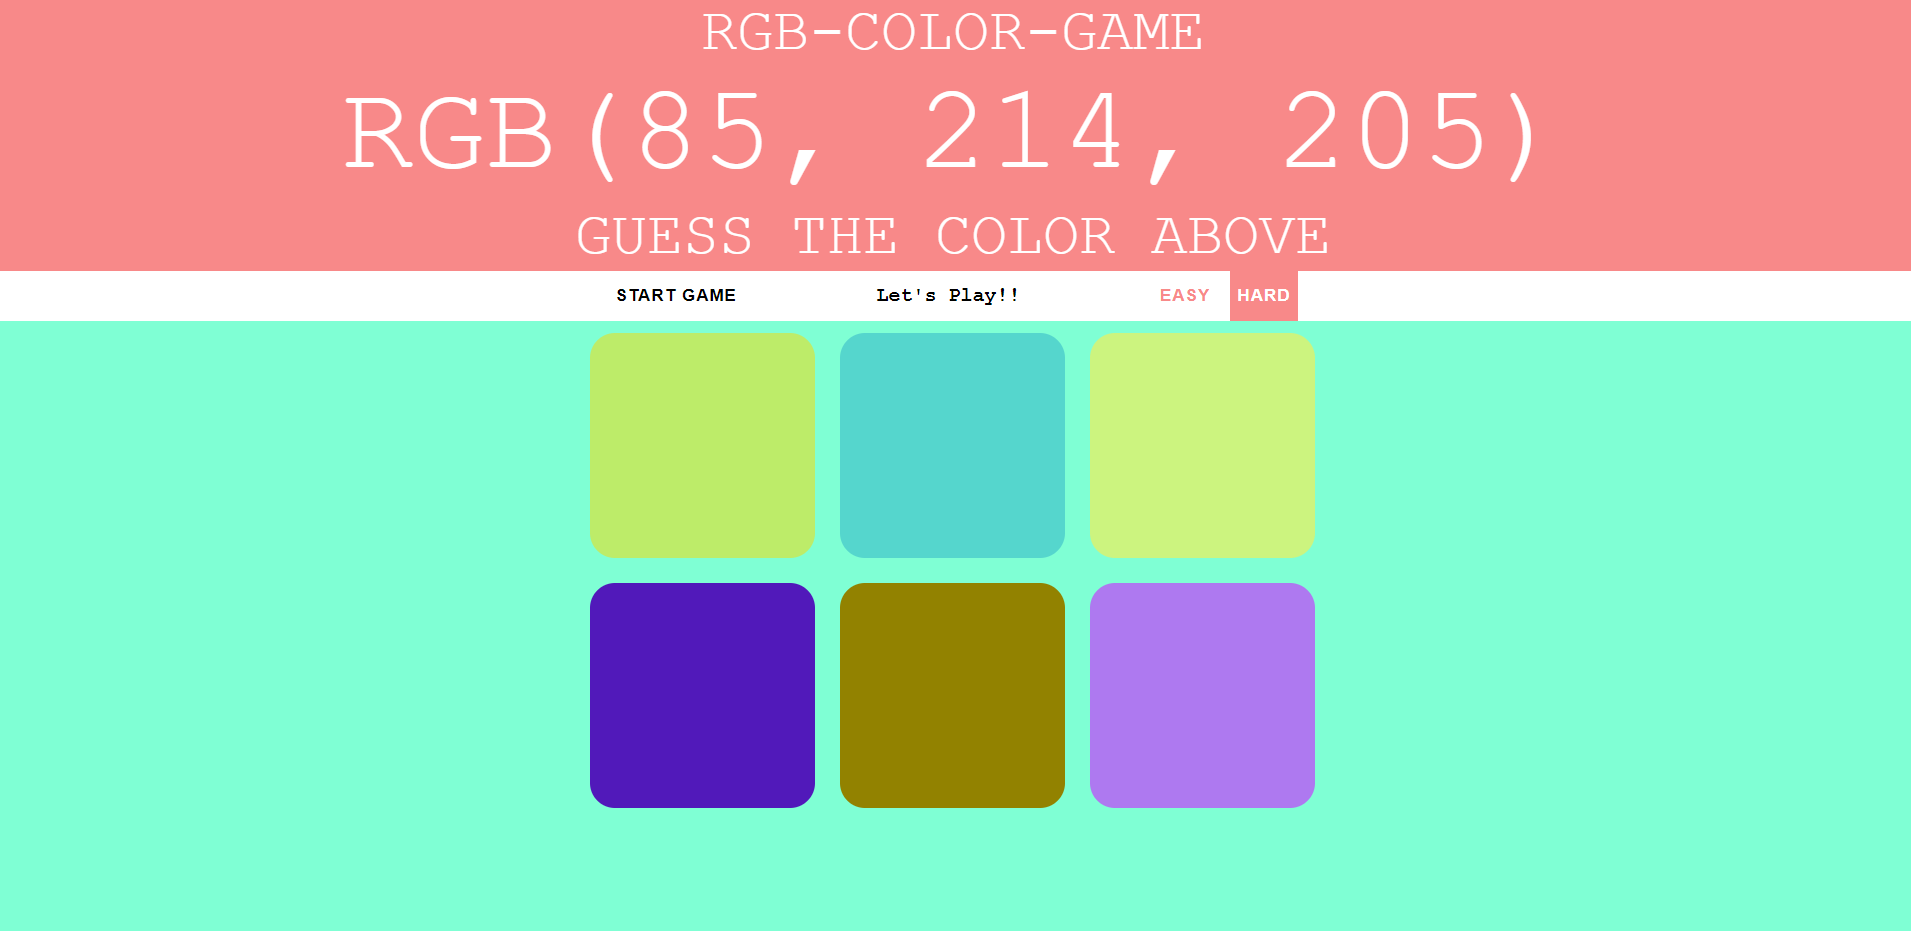 RGB-COLOR-GAME
RGB(85, 214, 205)
GUESS THE COLOR ABOVE
START GAME Let's Play!! EASY HARD